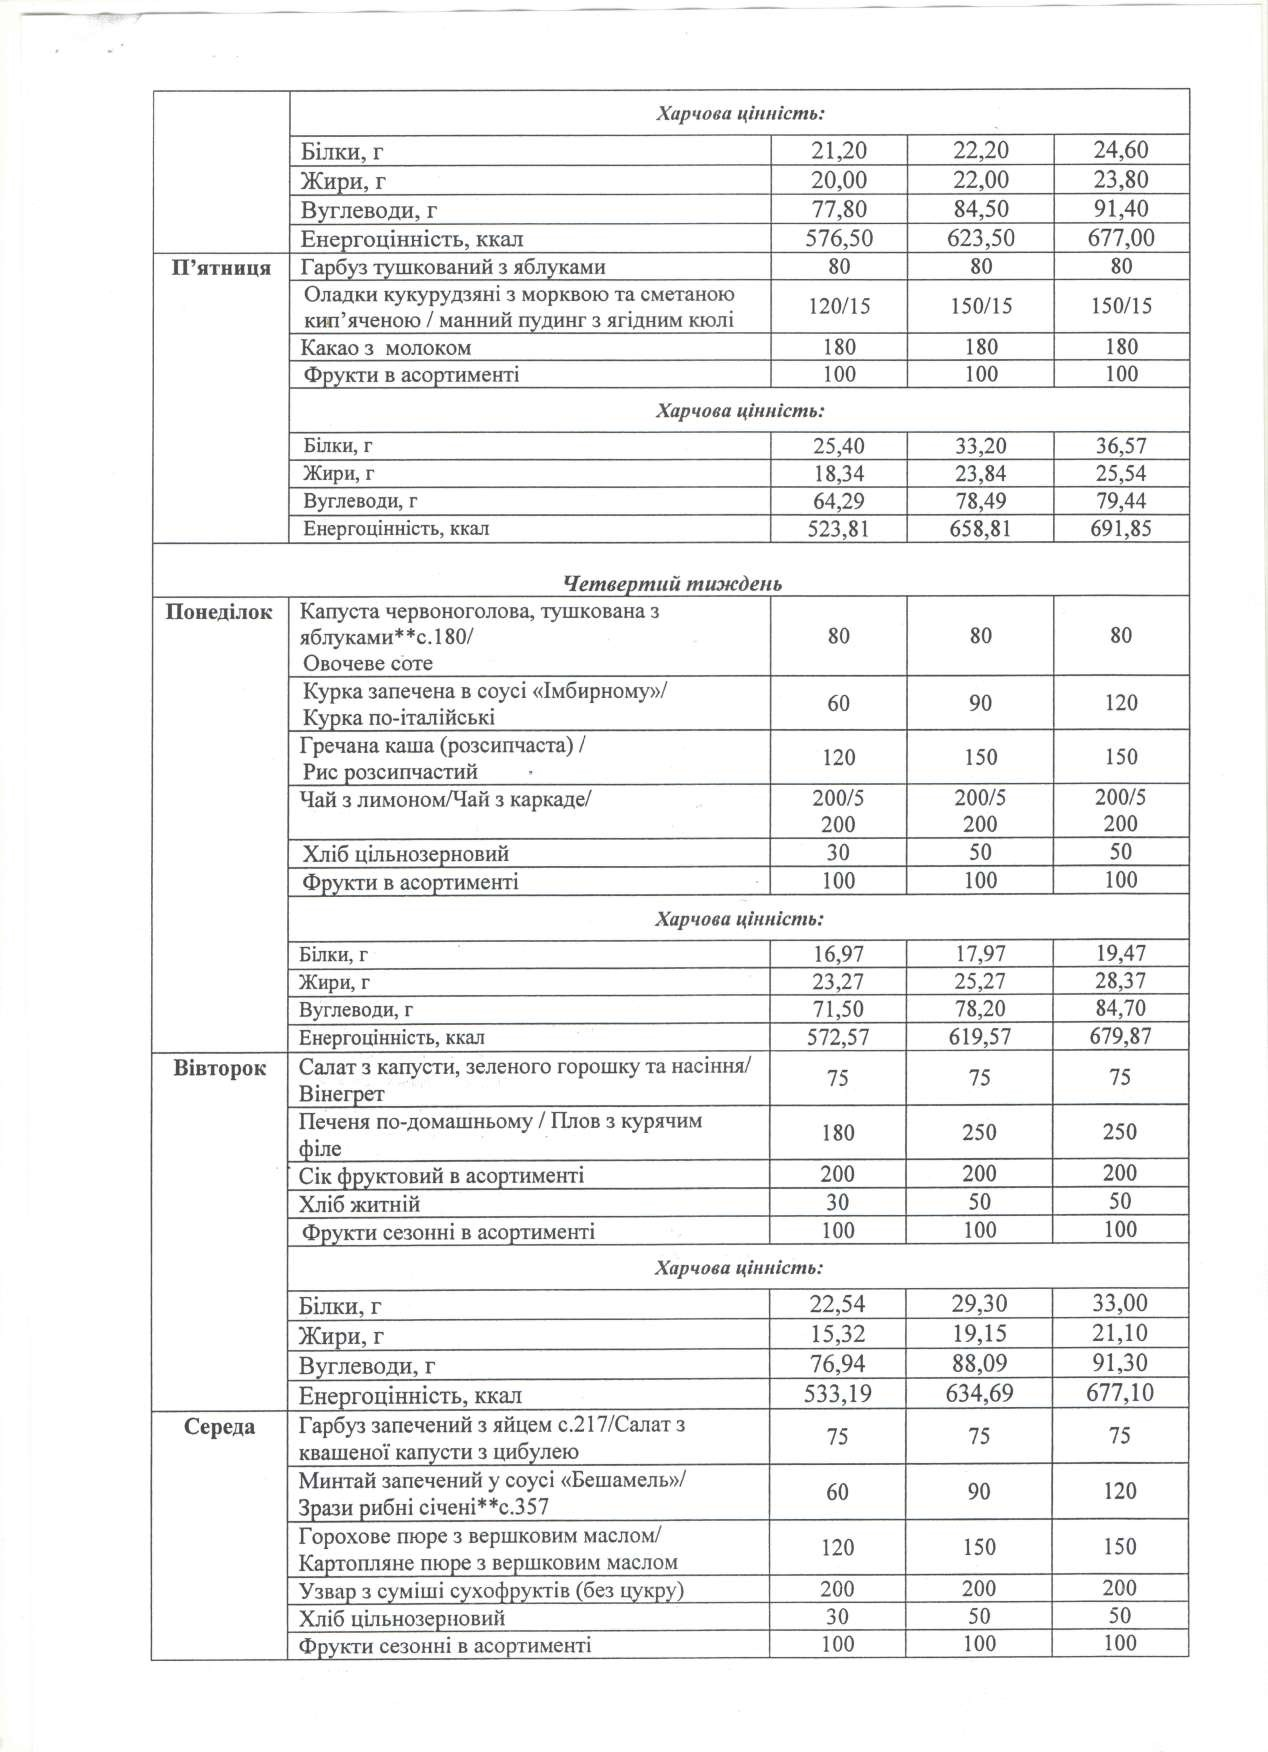 Харчова цінність:
Білки, г 21,20 22,20 24,60
Жири, г 20,00 22,00 23,80
Вуглеводи, г 77,80 84,50 91,40
Енергоцінність, ккал 576,50 623,50 677,00
П’ятниця Гарбуз тушкований з яблуками 80 80 80
Оладки кукурудзяні з морквою та сметаною
кип’яченою / манний пудинг з ягідним кюлі 120/15 150/15 150/15
Какао з молоком 180 180 180
Фрукти в асортименті 100 100 100
Харчова цінність:
Білки, г 25,40 33,20 36,57
Жири, г 18,34 23,84 25,54
Вуглеводи, г 64,29 78,49 79,44
Енергоцінність, ккал 523,81 658,81 691,85
Четвертий тиждень
Понеділок Капуста червоноголова, тушкована з
яблуками**с.180/ 80 80 80
Овочеве соте
Курка запечена в соусі «Імбирному»/
Курка по-італійські 60 90 120
Гречана каша (розсипчаста) /
Рис розсипчастий 120 150 150
Чай з лимоном/Чай з каркаде/ 200/5 200/5 200/5
200 200 200
Хліб цільнозерновий 30 50 50
Фрукти в асортименті 100 100 100
Харчова цінність:
Білки, г 16,97 17,97 19,47
Жири, г 23,27 25,27 28,37
Вуглеводи, г 71,50 78,20 84,70
Енергоцінність, ккал 572,57 619,57 679,87
Вівторок Салат з капусти, зеленого горошку та насіння/
Вінегрет 75 75 75
Печеня по-домашньому / Плов з курячим
філе 180 250 250
Сік фруктовий в асортименті 200 200 200
Хліб житній 30 50 50
Фрукти сезонні в асортименті 100 100 100
Харчова цінність:
Білки, г 22,54 29,30 33,00
Жири, г 15,32 19,15 21,10
Вуглеводи, г 76,94 88,09 91,30
Енергоцінність, ккал 533,19 634,69 677,10
Середа Гарбуз запечений з яйцем с.217/Салат з
квашеної капусти з цибулею 75 75 75
Минтай запечений у соусі «Бешамель»/
Зрази рибні січені**с.357 60 90 120
Горохове пюре з вершковим маслом/
Картопляне пюре з вершковим маслом 120 150 150
Узвар з суміші сухофруктів (без цукру) 200 200 200
Хліб цільнозерновий 30 50 50
Фрукти сезонні в асортименті 100 100 100